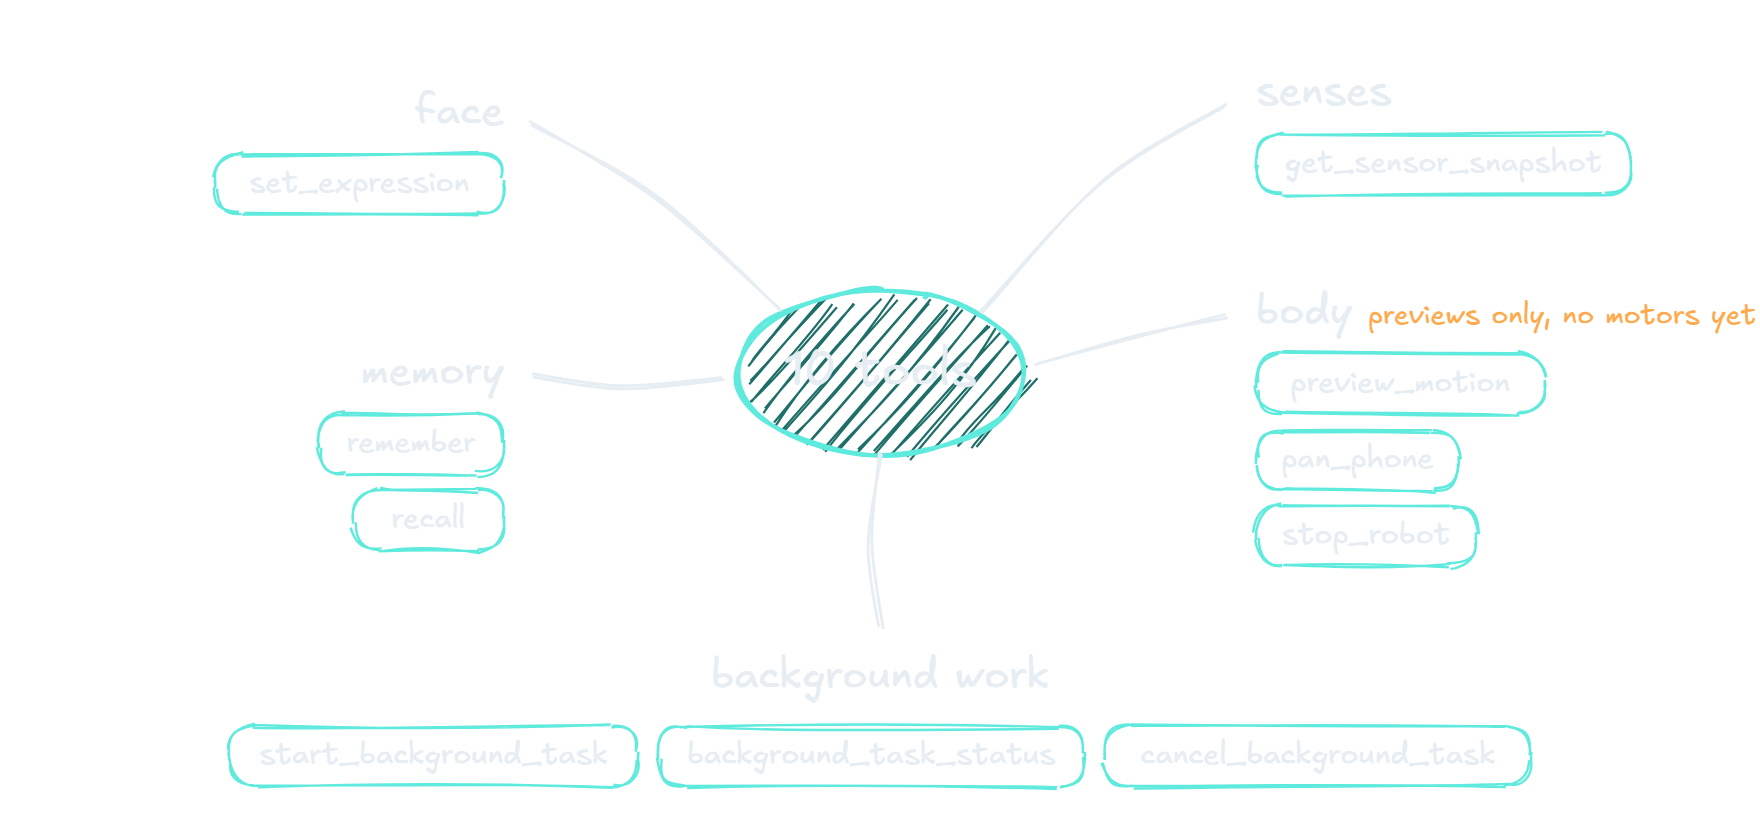 face
set_expression
senses
get_sensor_snapshot
10 tools
memory
remember
recall
body previews only, no motors yet
preview_motion
pan_phone
stop_robot
background work
start_background_task
background_task_status
cancel_background_task